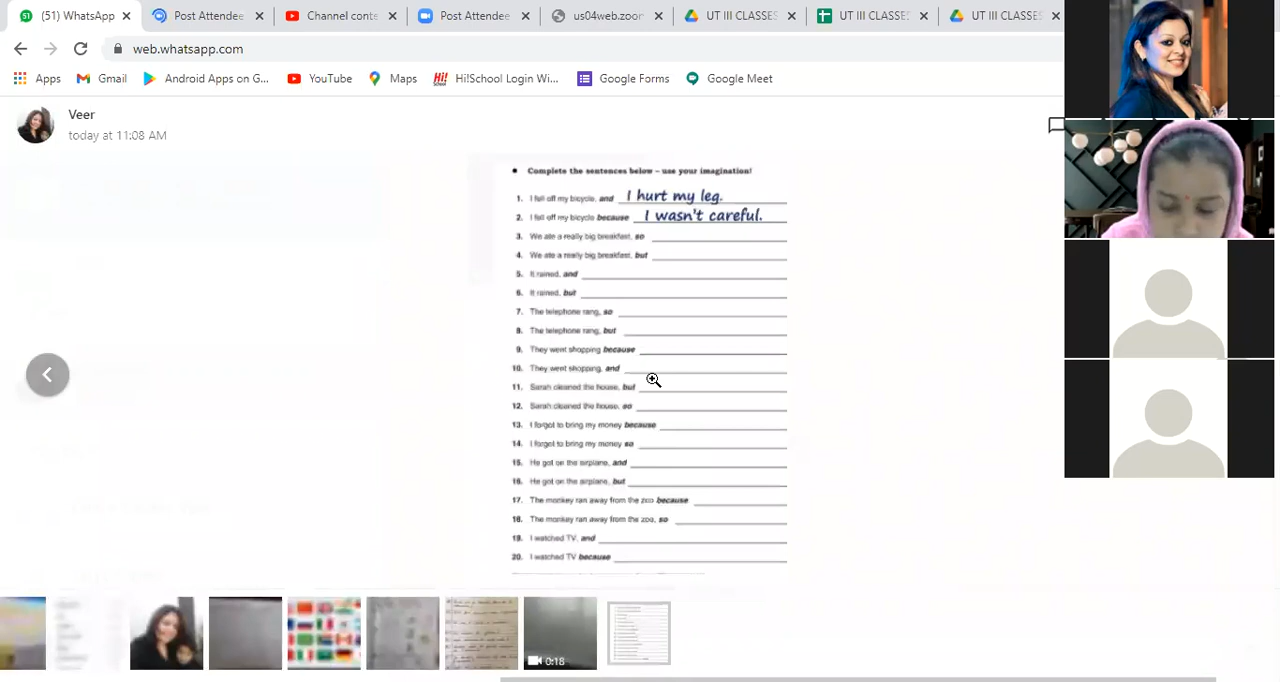 (51) WhatsApp
Post Attendee
Channel conte
Post Attendee
us04web.zoor
UT III CLASSE
UT III CLASSE
UT III CLASSES
web.whatsapp.com
Apps
Gmail
Android Apps on G...
YouTube
Maps
Hi!School Login Wi...
Google Forms
Google Meet
Veer
today at 11:08 AM
• Complete the sentences below – use your imagination!
1. I fell off my bicycle, and I hurt my leg.
2. I fell off my bicycle because I wasn't careful.
3. We ate a really big breakfast, so
4. We ate a really big breakfast, but
5. It rained, and
6. It rained, but
7. The telephone rang, so
8. The telephone rang, but
9. They went shopping because
10. They went shopping, and
11. Sarah cleaned the house, but
12. Sarah cleaned the house, so
13. I forgot to bring my money because
14. I forgot to bring my money so
15. He got on the airplane, and
16. He got on the airplane, but
17. The monkey ran away from the zoo because
18. The monkey ran away from the zoo, so
19. I watched TV, and
20. I watched TV because
0:18